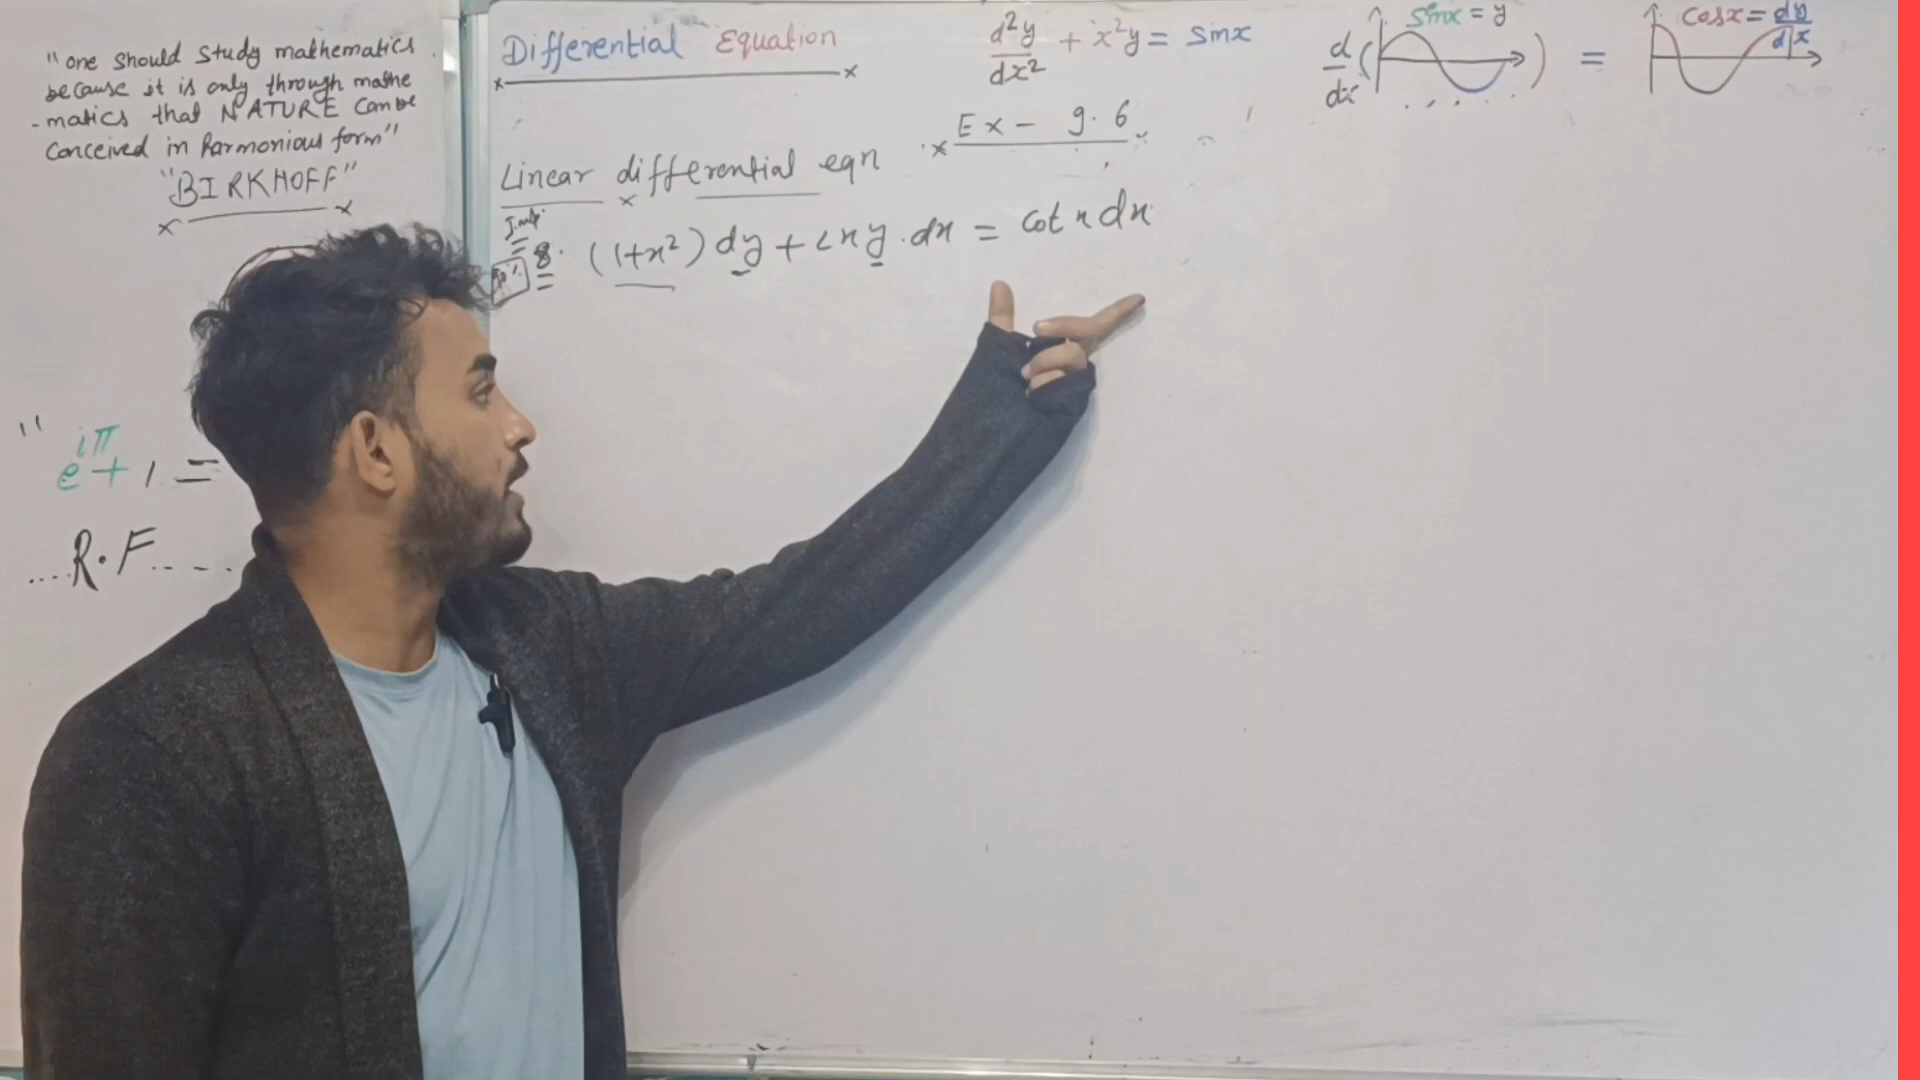 "one should study mathematics
because it is only through mathe
-matics that NATURE can be
conceived in harmonious form"
"BIRKHOFF"
"
e^iπ + 1 =
....R.F.....
Differential Equation
d²y/dx² + x²y = sinx
d/dx ( sinx = y ) = cosx = dy/dx
Ex - 9.6
Linear differential eqn
Imp
8. (1+x²) dy + 2xy.dx = cot x dx